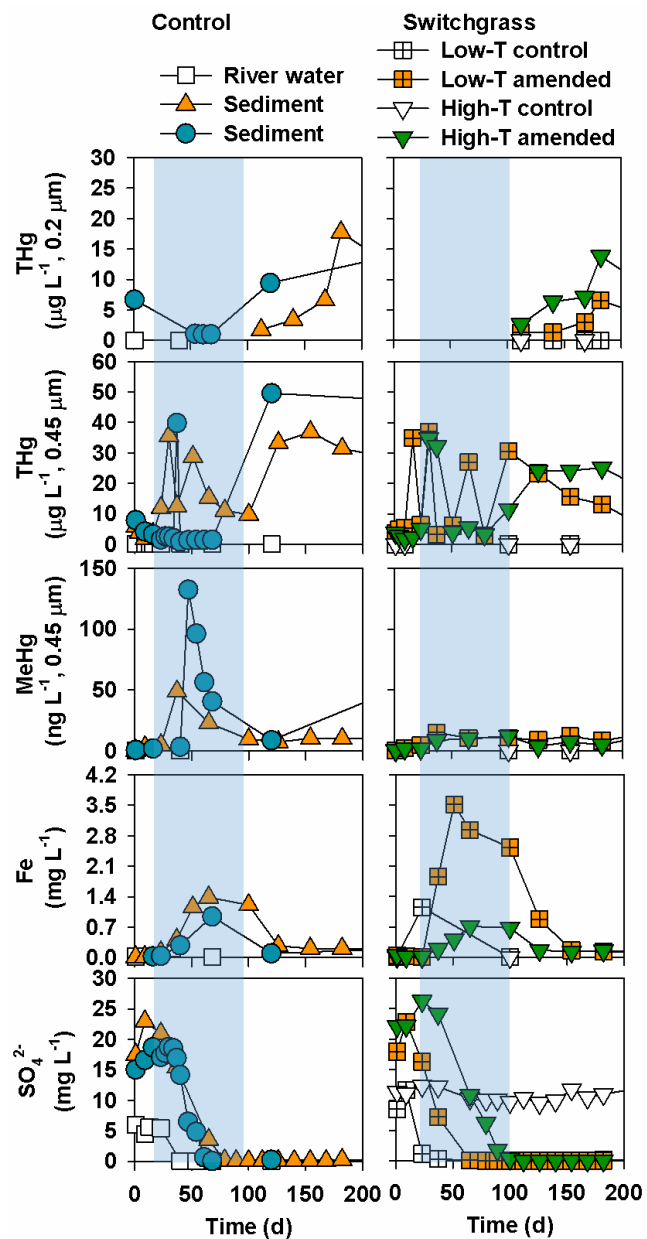 Control
Switchgrass
River water
Sediment
Sediment
Low-T control
Low-T amended
High-T control
High-T amended
THg
(µg L-1, 0.2 µm)
30
25
20
15
10
5
0
THg
(µg L-1, 0.45 µm)
60
50
40
30
20
10
0
MeHg
(ng L-1, 0.45 µm)
150
100
50
0
Fe
(mg L-1)
4.2
3.5
2.8
2.1
1.4
0.7
0.0
SO42-
(mg L-1)
30
25
20
15
10
5
0
0 50 100 150 200
0 50 100 150 200
Time (d)
Time (d)